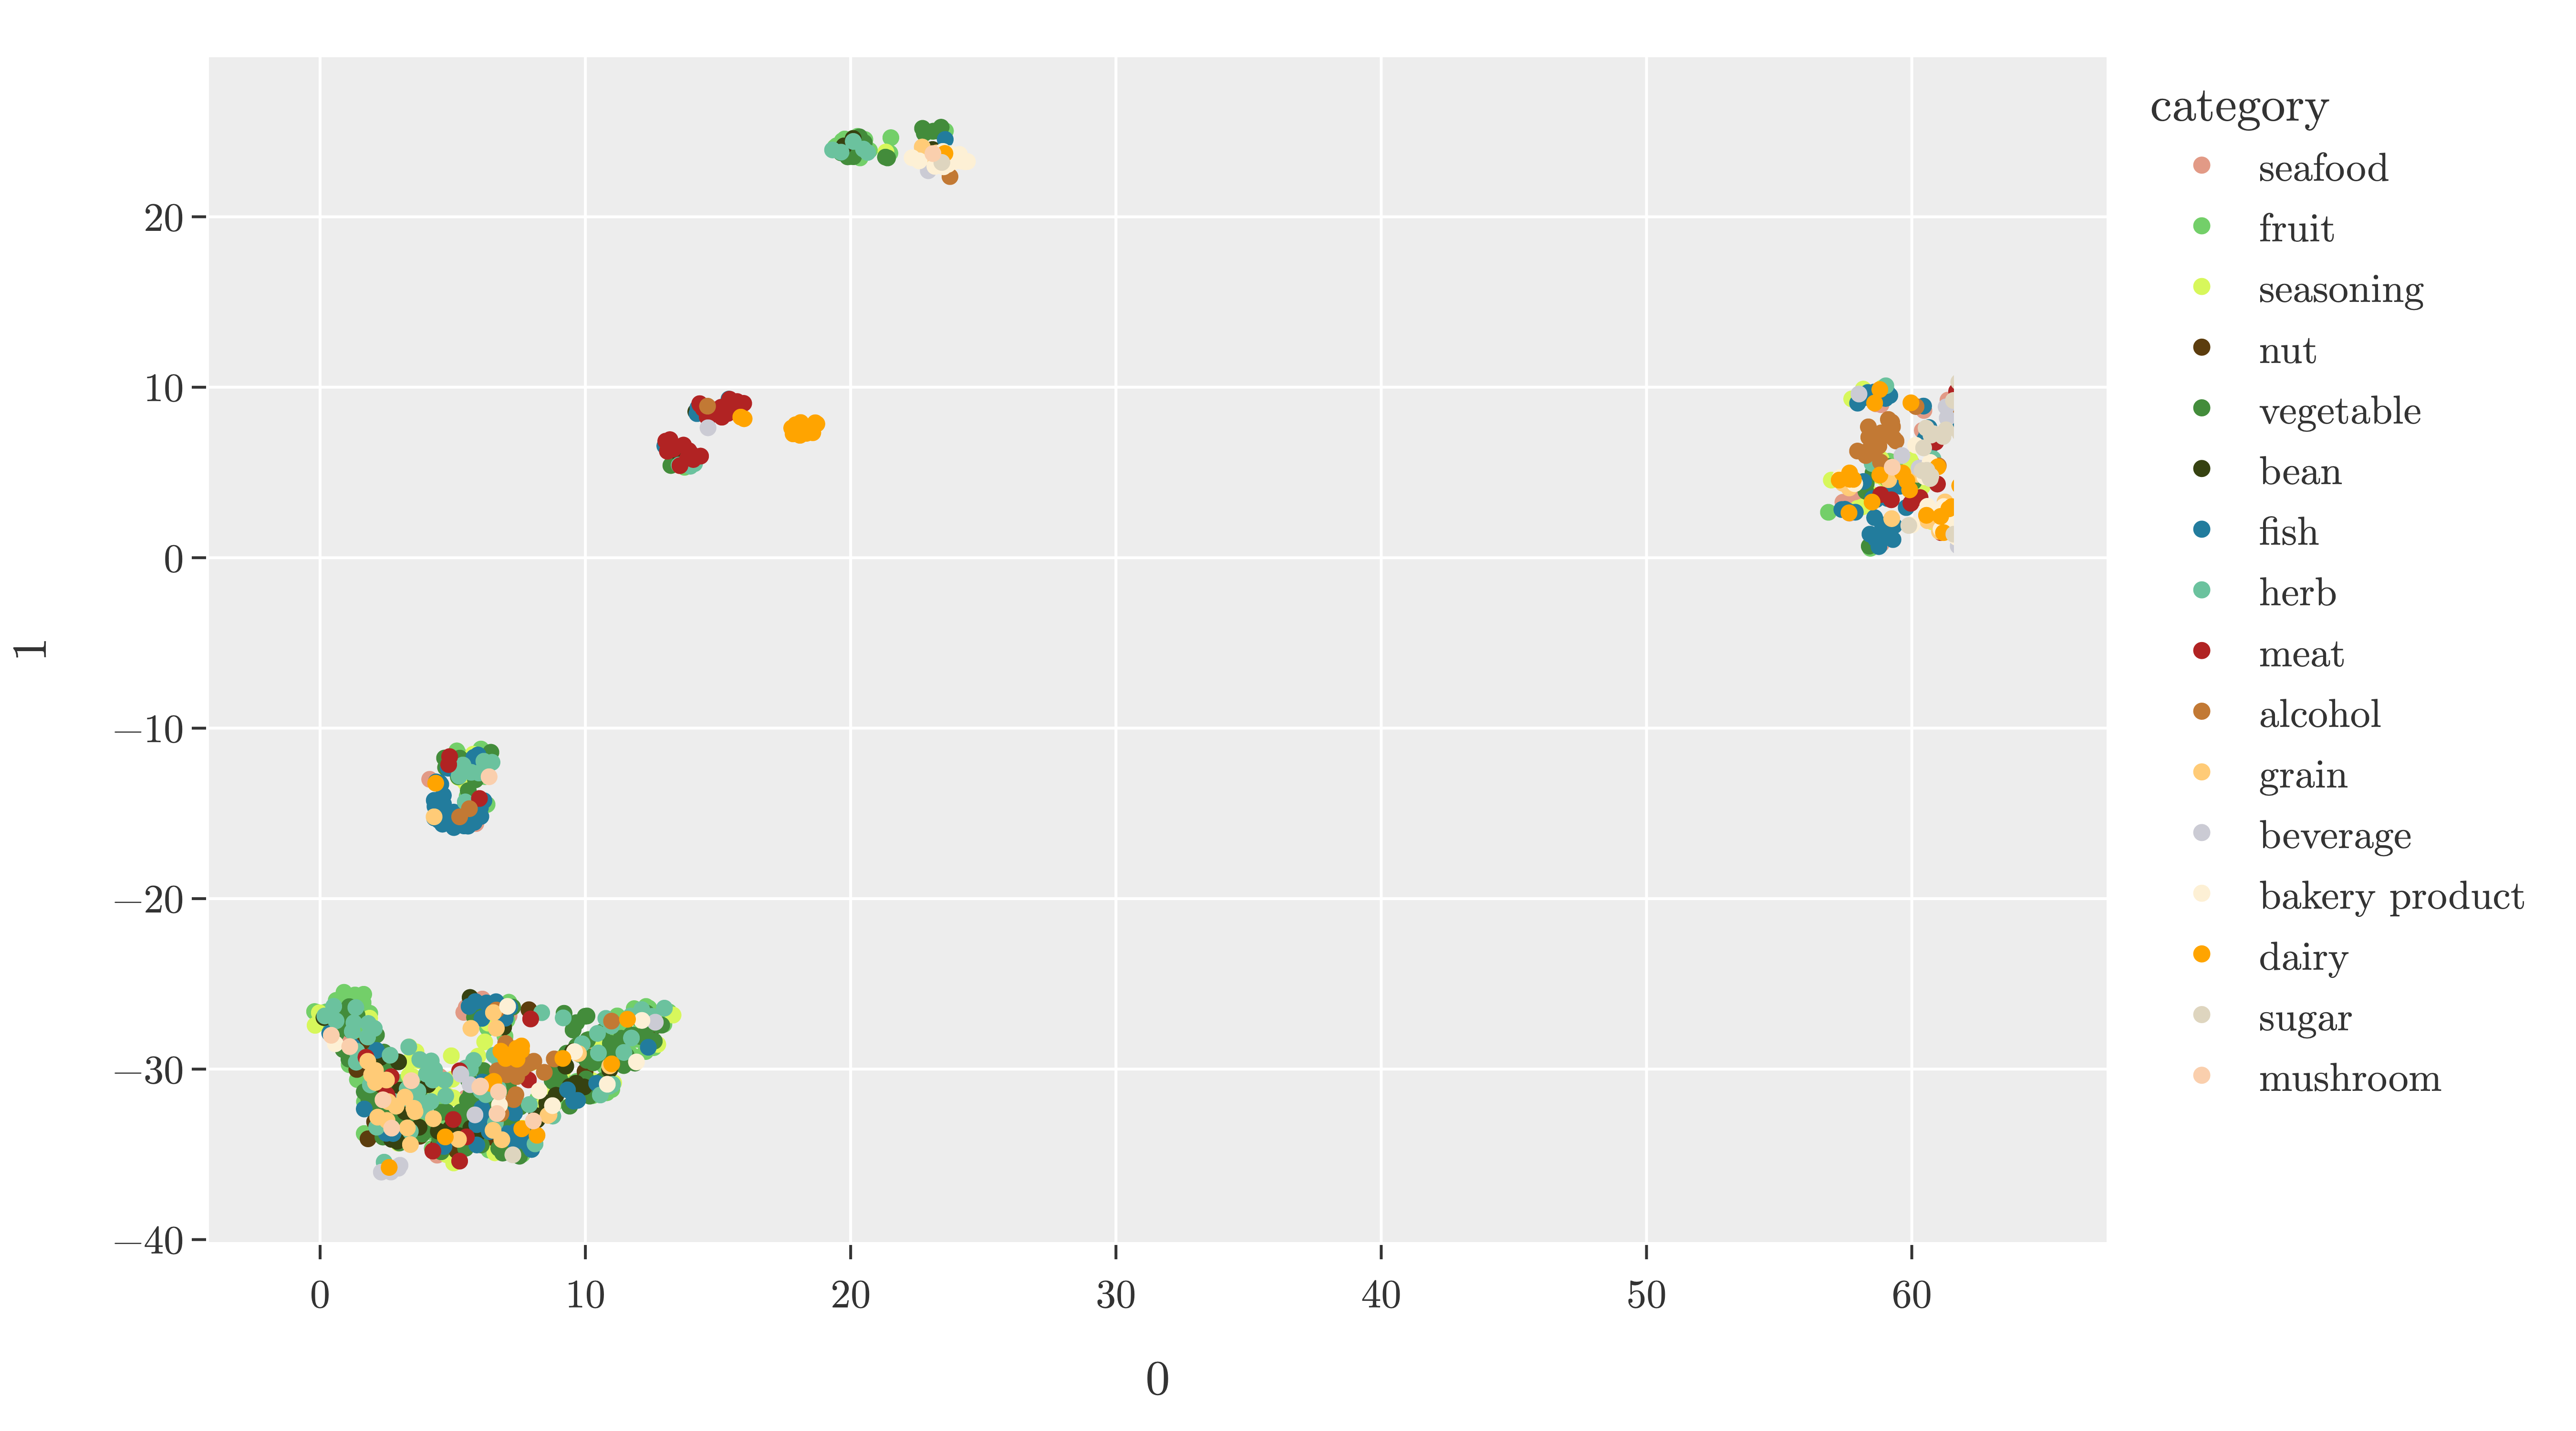 20
10
0
−10
−20
−30
−40
1
0
10
20
30
40
50
60
0
category
seafood
fruit
seasoning
nut
vegetable
bean
fish
herb
meat
alcohol
grain
beverage
bakery product
dairy
sugar
mushroom